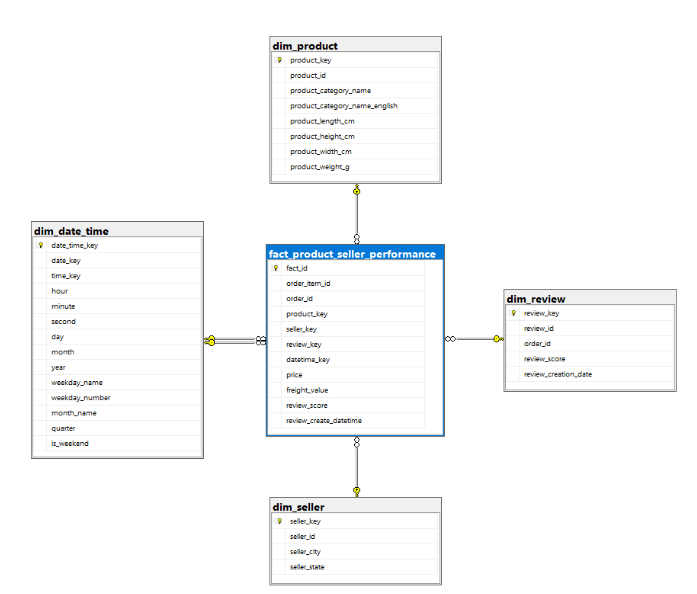 dim_product
product_key
product_id
product_category_name
product_category_name_english
product_length_cm
product_height_cm
product_width_cm
product_weight_g
dim_date_time
date_time_key
date_key
time_key
hour
minute
second
day
month
year
weekday_name
weekday_number
month_name
quarter
is_weekend
fact_product_seller_performance
fact_id
order_item_id
order_id
product_key
seller_key
review_key
datetime_key
price
freight_value
review_score
review_create_datetime
dim_review
review_key
review_id
order_id
review_score
review_creation_date
dim_seller
seller_key
seller_id
seller_city
seller_state